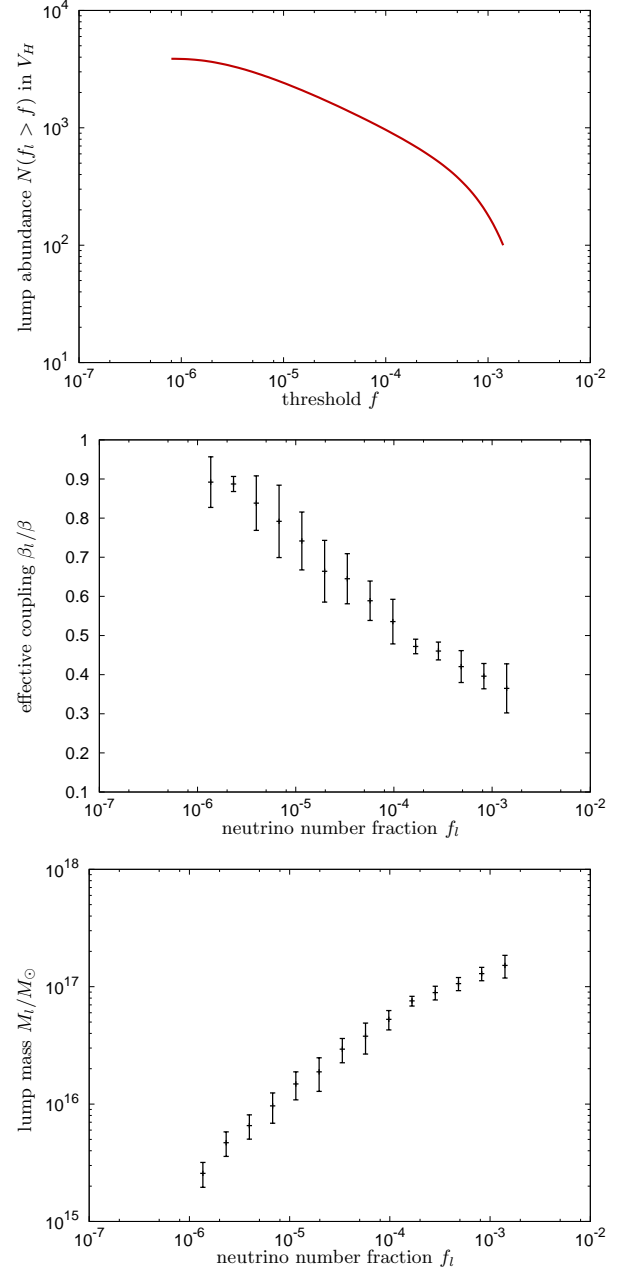 10^4
10^3
10^2
10^1
lump abundance N(f_l > f) in V_H
10^-7 10^-6 10^-5 10^-4 10^-3 10^-2
threshold f
1
0.9
0.8
0.7
0.6
0.5
0.4
0.3
0.2
0.1
effective coupling β_l/β
10^-7 10^-6 10^-5 10^-4 10^-3 10^-2
neutrino number fraction f_l
10^18
10^17
10^16
10^15
lump mass M_l/M_⊙
10^-7 10^-6 10^-5 10^-4 10^-3 10^-2
neutrino number fraction f_l